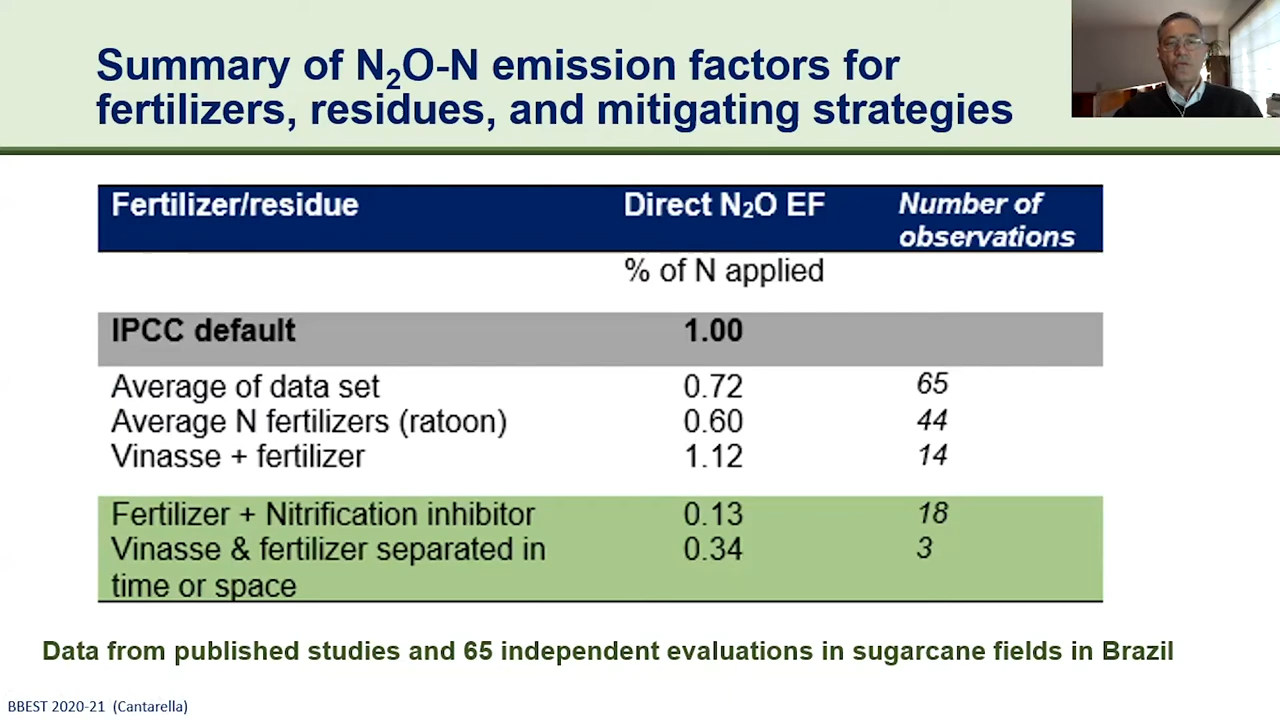 Summary of N₂O-N emission factors for
fertilizers, residues, and mitigating strategies
Fertilizer/residue Direct N₂O EF Number of
observations
% of N applied
IPCC default 1.00
Average of data set 0.72 65
Average N fertilizers (ratoon) 0.60 44
Vinasse + fertilizer 1.12 14
Fertilizer + Nitrification inhibitor 0.13 18
Vinasse & fertilizer separated in 0.34 3
time or space
Data from published studies and 65 independent evaluations in sugarcane fields in Brazil
BBEST 2020-21 (Cantarella)